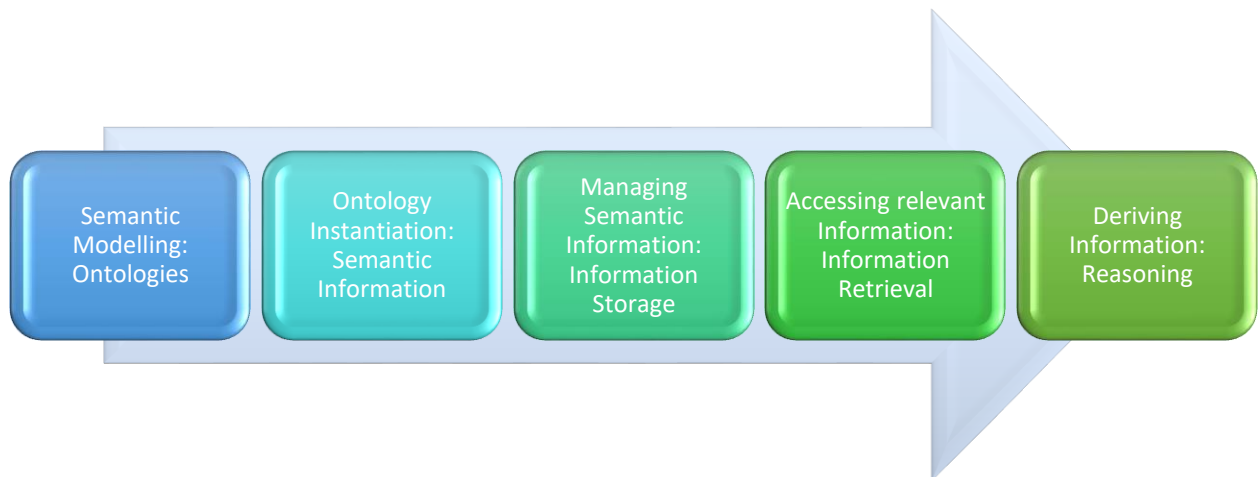 Semantic
Modelling:
Ontologies
Ontology
Instantiation:
Semantic
Information
Managing
Semantic
Information:
Information
Storage
Accessing relevant
Information:
Information
Retrieval
Deriving
Information:
Reasoning